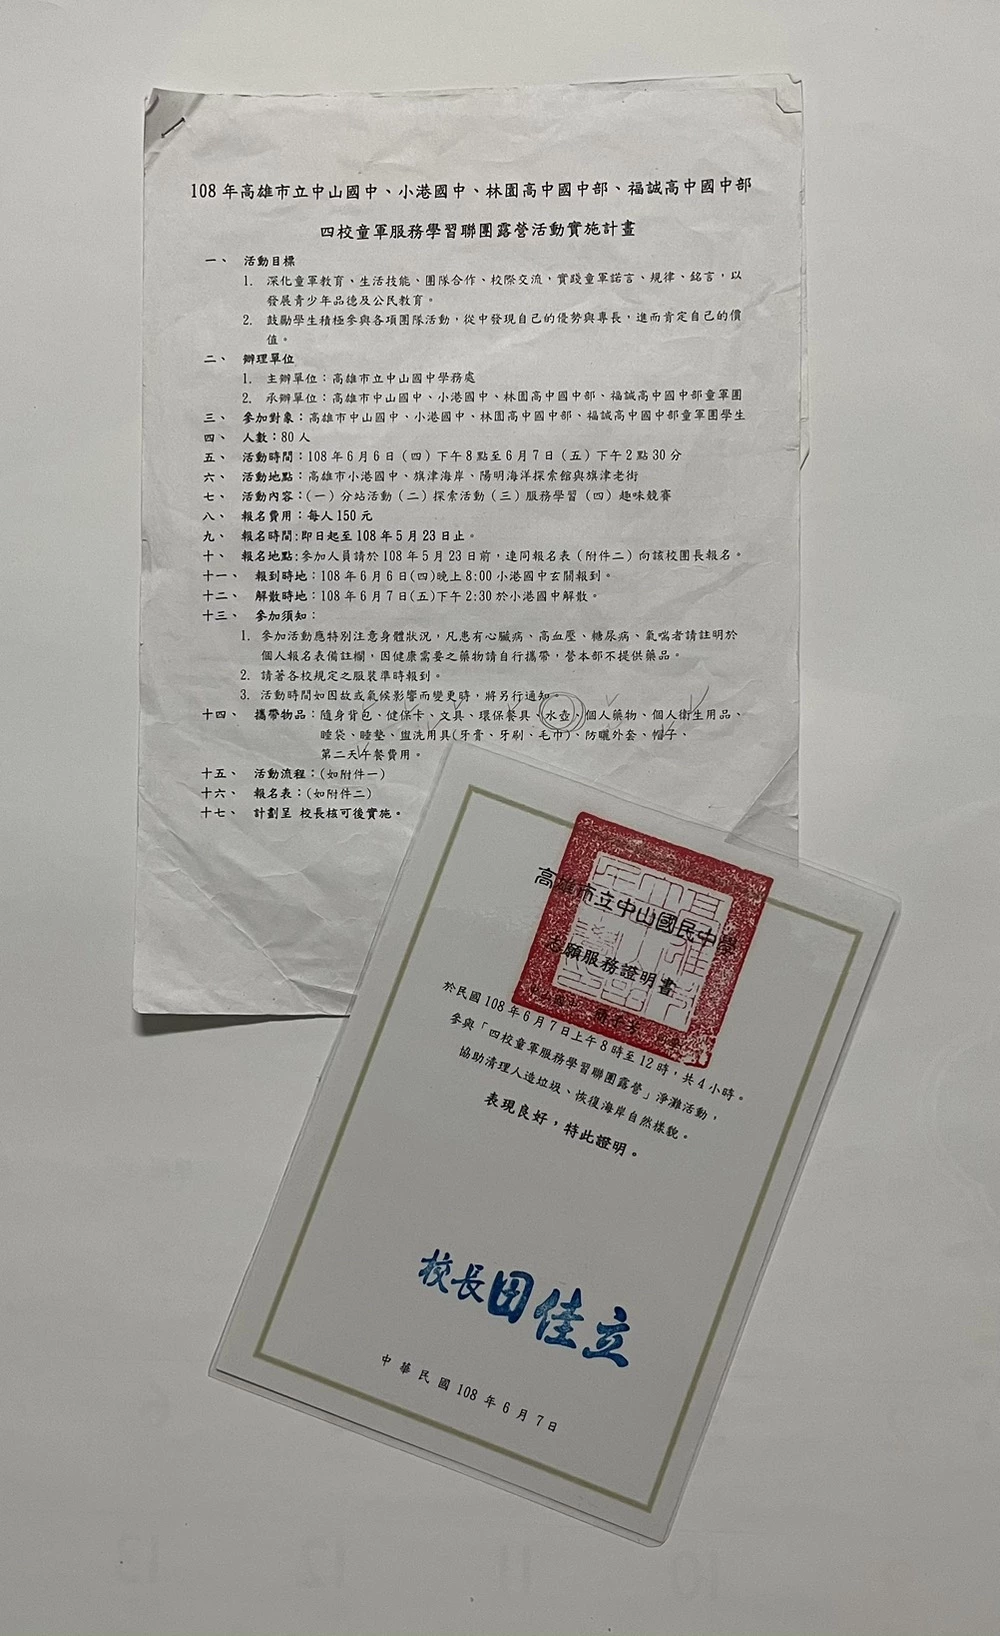 108 年高雄市立中山國中、小港國中、林園高中國中部、福誠高中國中部
四校童軍服務學習聯團露營活動實施計畫
一、 活動目標
1. 深化童軍教育、生活技能、團隊合作、校際交流，實踐童軍諾言、規律、銘言，以
發展青少年品德及公民教育。
2. 鼓勵學生積極參與各項團隊活動，從中發現自己的優勢與專長，進而肯定自己的價
值。
二、 辦理單位
1. 主辦單位：高雄市立中山國中學務處
2. 承辦單位：高雄市中山國中、小港國中、林園高中國中部、福誠高中國中部童軍團
三、 參加對象：高雄市中山國中、小港國中、林園高中國中部、福誠高中國中部童軍團學生
四、 人數：80 人
五、 活動時間：108 年 6 月 6 日 (四) 下午 8 點至 6 月 7 日 (五) 下午 2 點 30 分
六、 活動地點：高雄市小港國中、旗津海岸、陽明海洋探索館與旗津老街
七、 活動內容：(一) 分站活動 (二) 探索活動 (三) 服務學習 (四) 趣味競賽
八、 報名費用：每人 150 元
九、 報名時間：即日起至 108 年 5 月 23 日止。
十、 報名地點：參加人員請於 108 年 5 月 23 日前，連同報名表 (附件二) 向該校團長報名。
十一、 報到時地：108 年 6 月 6 日(四)晚上 8:00 小港國中玄關報到。
十二、 解散時地：108 年 6 月 7 日(五)下午 2:30 於小港國中解散。
十三、 參加須知：
1. 參加活動應特別注意身體狀況，凡患有心臟病、高血壓、糖尿病、氣喘者請註明於
個人報名表備註欄，因健康需要之藥物請自行攜帶，營本部不提供藥品。
2. 請著各校規定之服裝準時報到。
3. 活動時間如因故或氣候影響而變更時，將另行通知。
十四、 攜帶物品：隨身背包、健保卡、文具、環保餐具、水壺、個人藥物、個人衛生用品、
睡袋、睡墊、盥洗用具(牙膏、牙刷、毛巾)、防曬外套、帽子、
第二天午餐費用。
十五、 活動流程：(如附件一)
十六、 報名表：(如附件二)
十七、 計劃呈 校長核可後實施。
高雄市立中山國民中學
志願服務證明書
於民國 108 年 6 月 7 日上午 8 時至 12 時，共 4 小時。
參與「四校童軍服務學習聯團露營」淨灘活動，
協助清理人造垃圾、恢復海岸自然樣貌。
表現良好，特此證明。
校長田佳立
中華民國 108 年 6 月 7 日